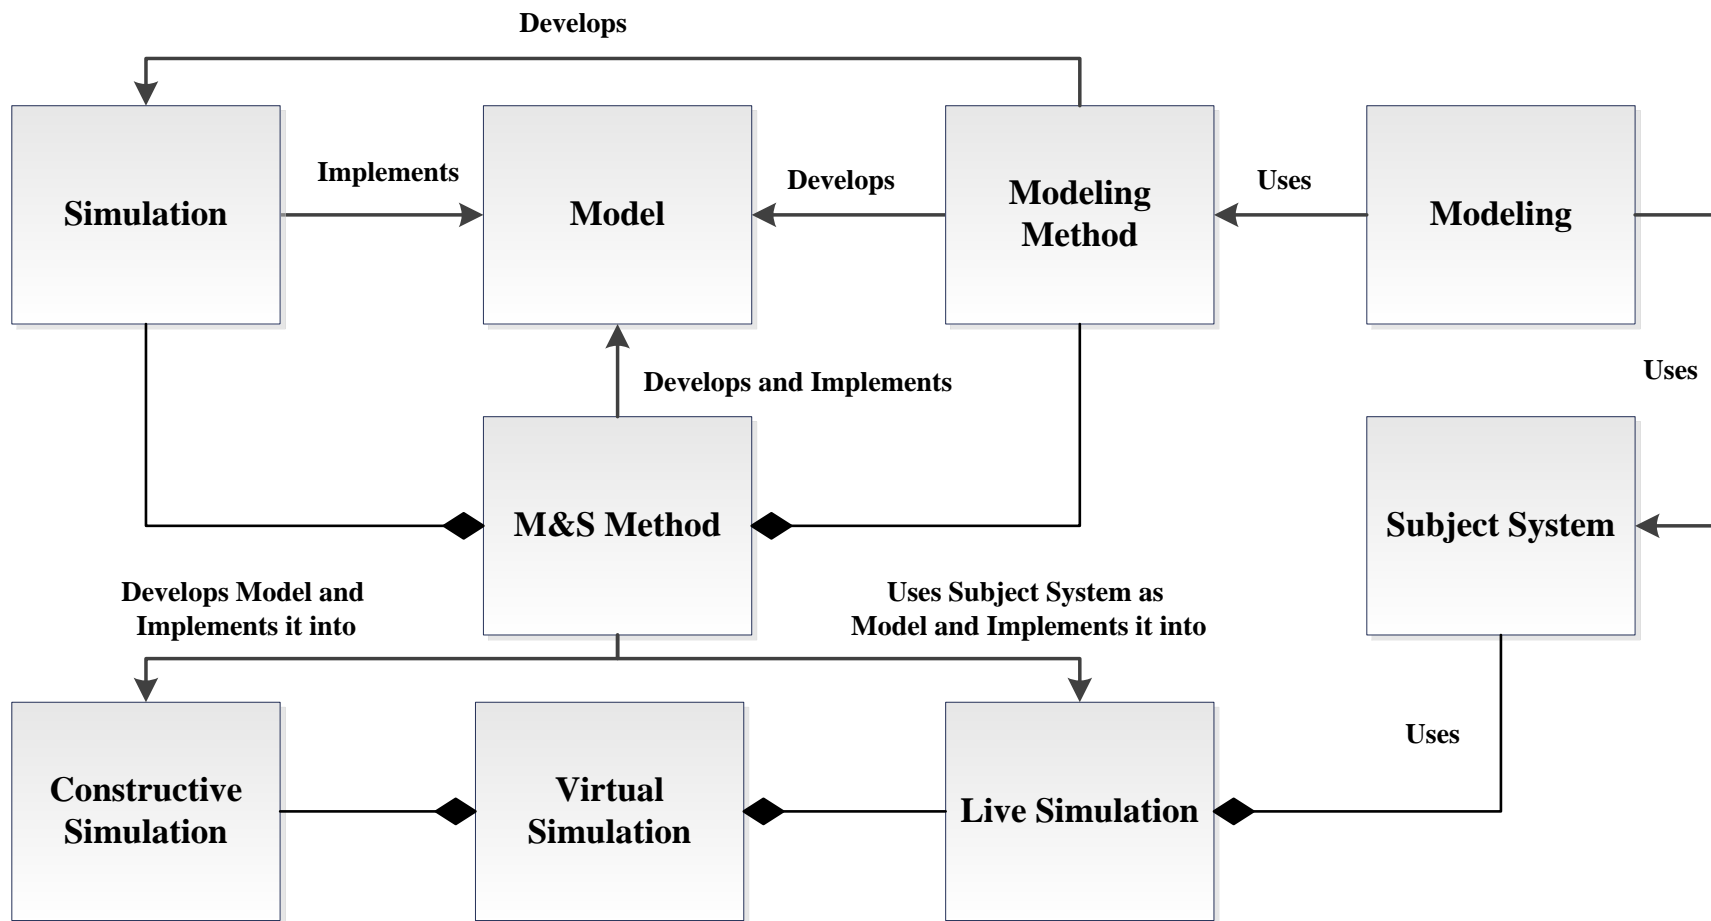 Develops
Simulation
Implements
Model
Develops
Modeling
Method
Uses
Modeling
Uses
Develops and Implements
M&S Method
Subject System
Develops Model and
Implements it into
Uses Subject System as
Model and Implements it into
Uses
Constructive
Simulation
Virtual
Simulation
Live Simulation